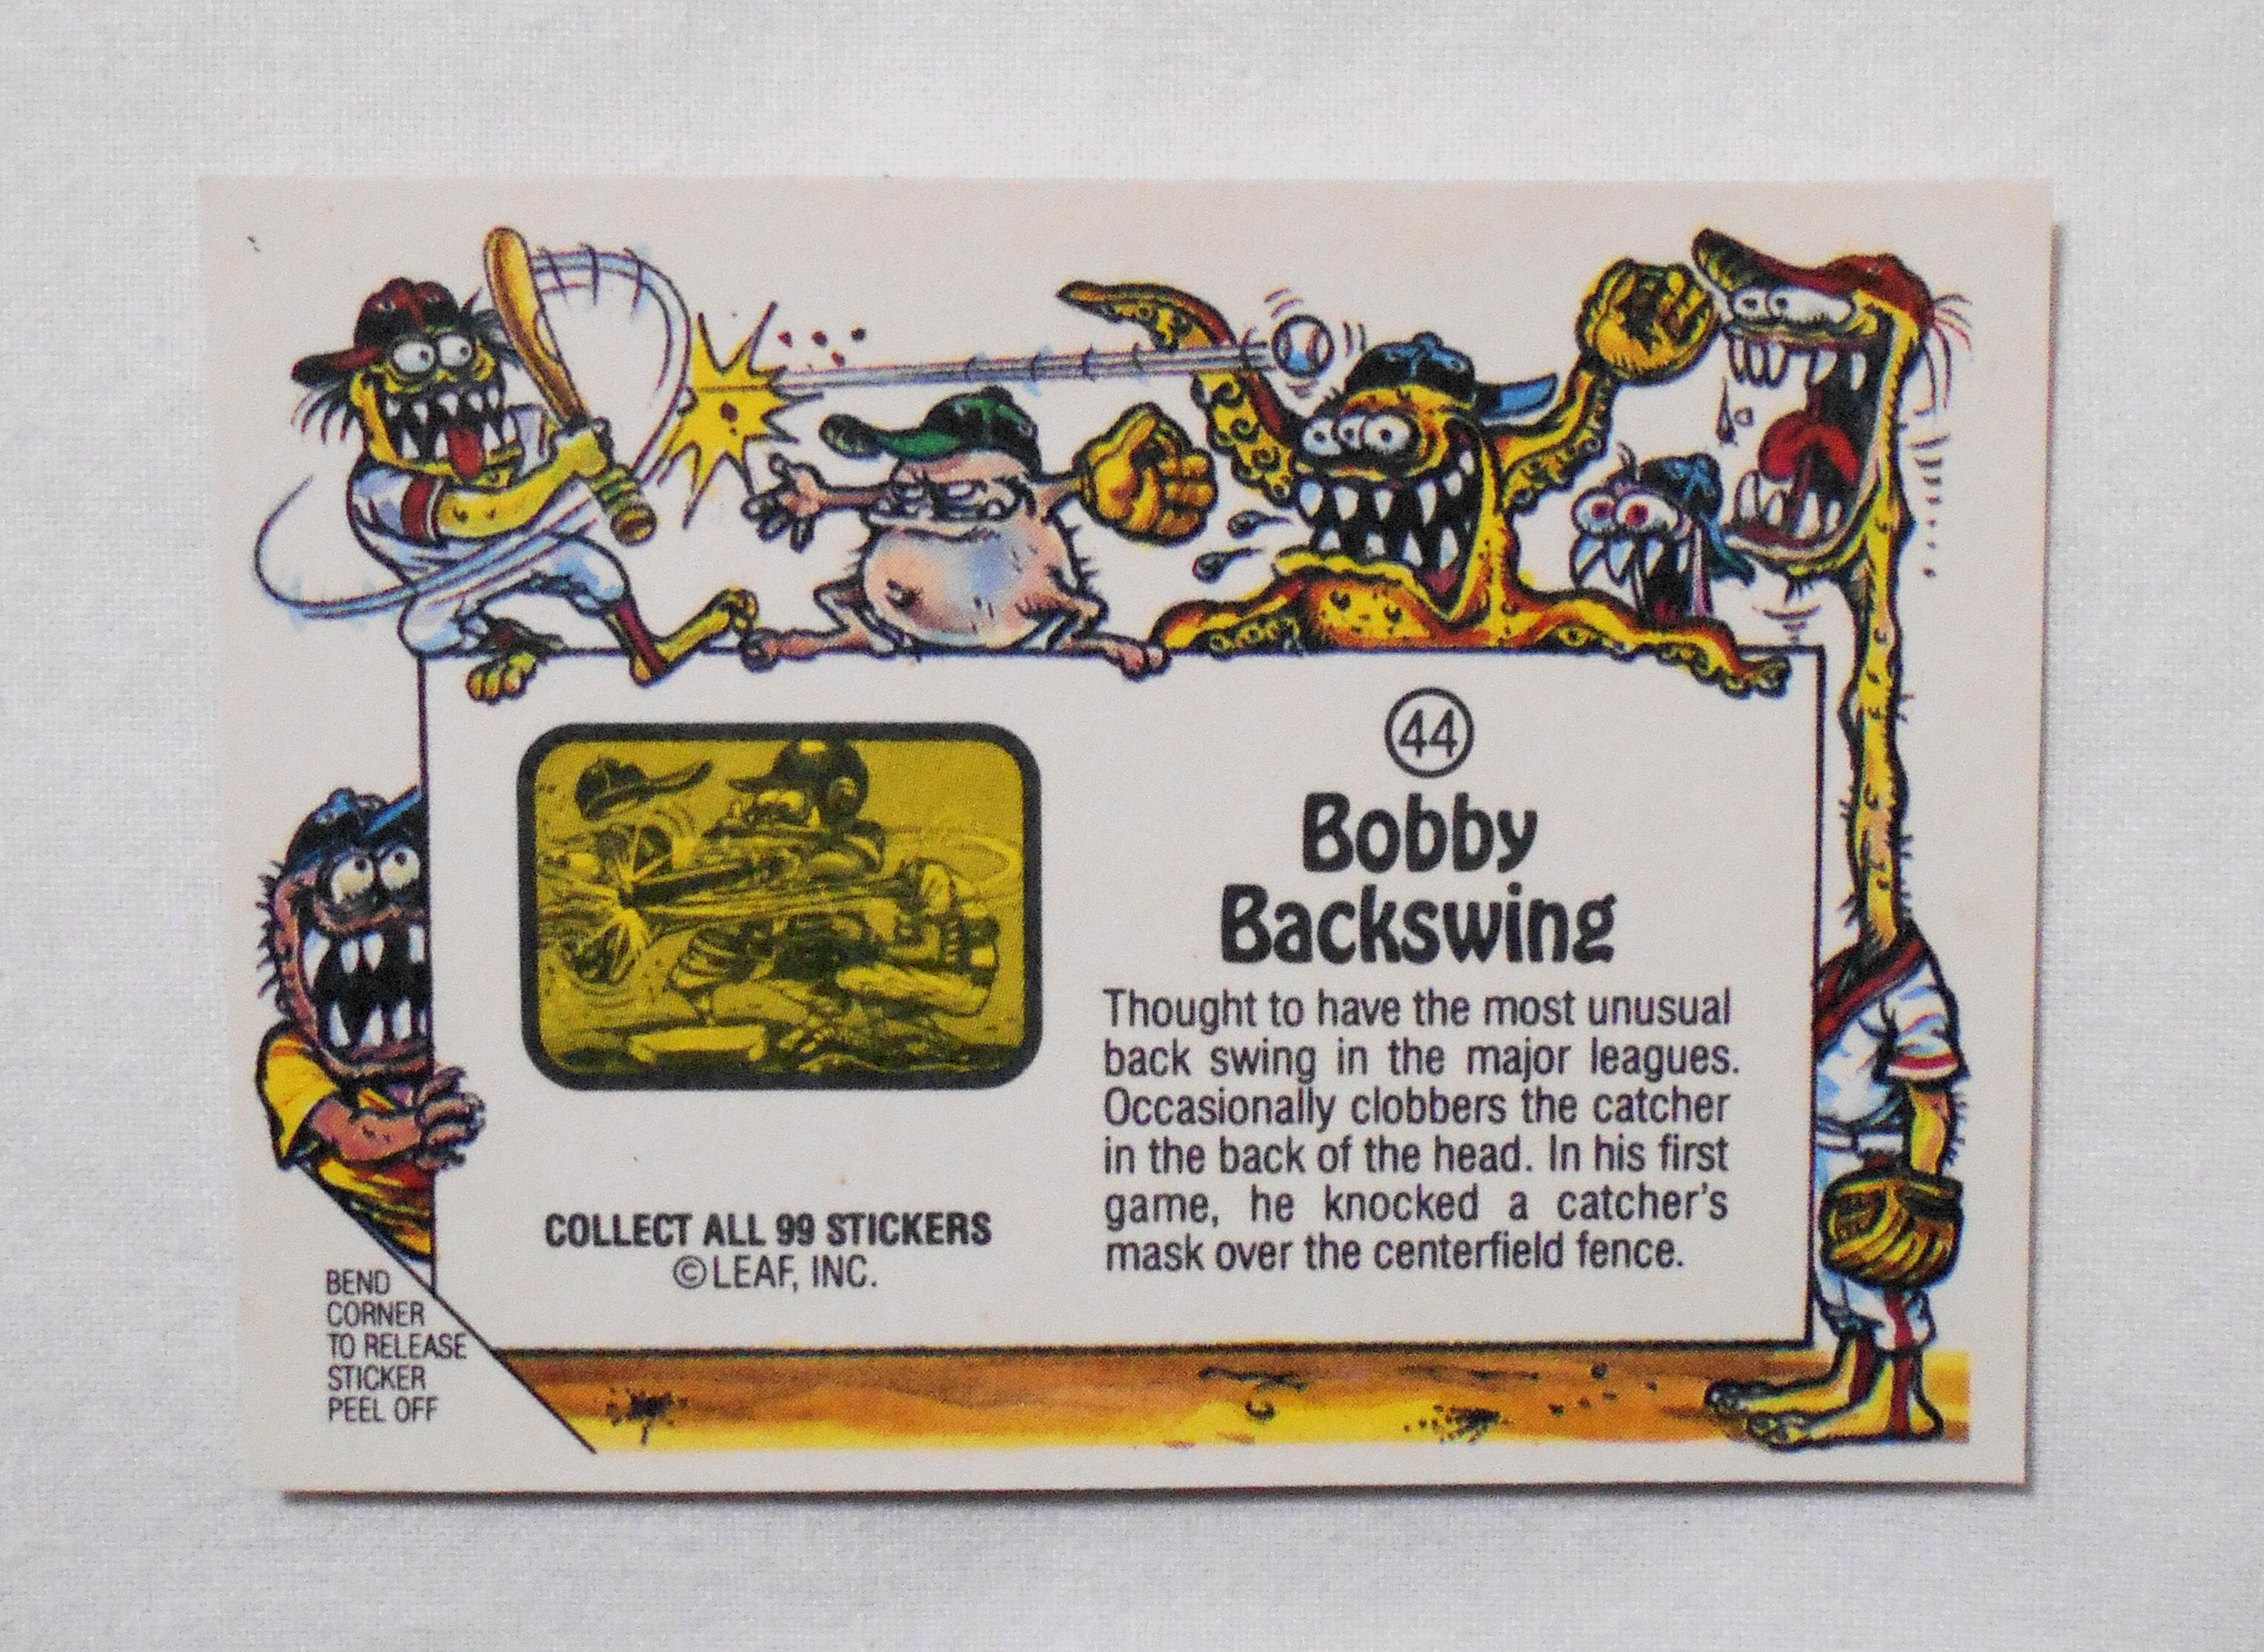 44
Bobby
Backswing
Thought to have the most unusual
back swing in the major leagues.
Occasionally clobbers the catcher
in the back of the head. In his first
game, he knocked a catcher's
mask over the centerfield fence.
COLLECT ALL 99 STICKERS
©LEAF, INC.
BEND
CORNER
TO RELEASE
STICKER
PEEL OFF